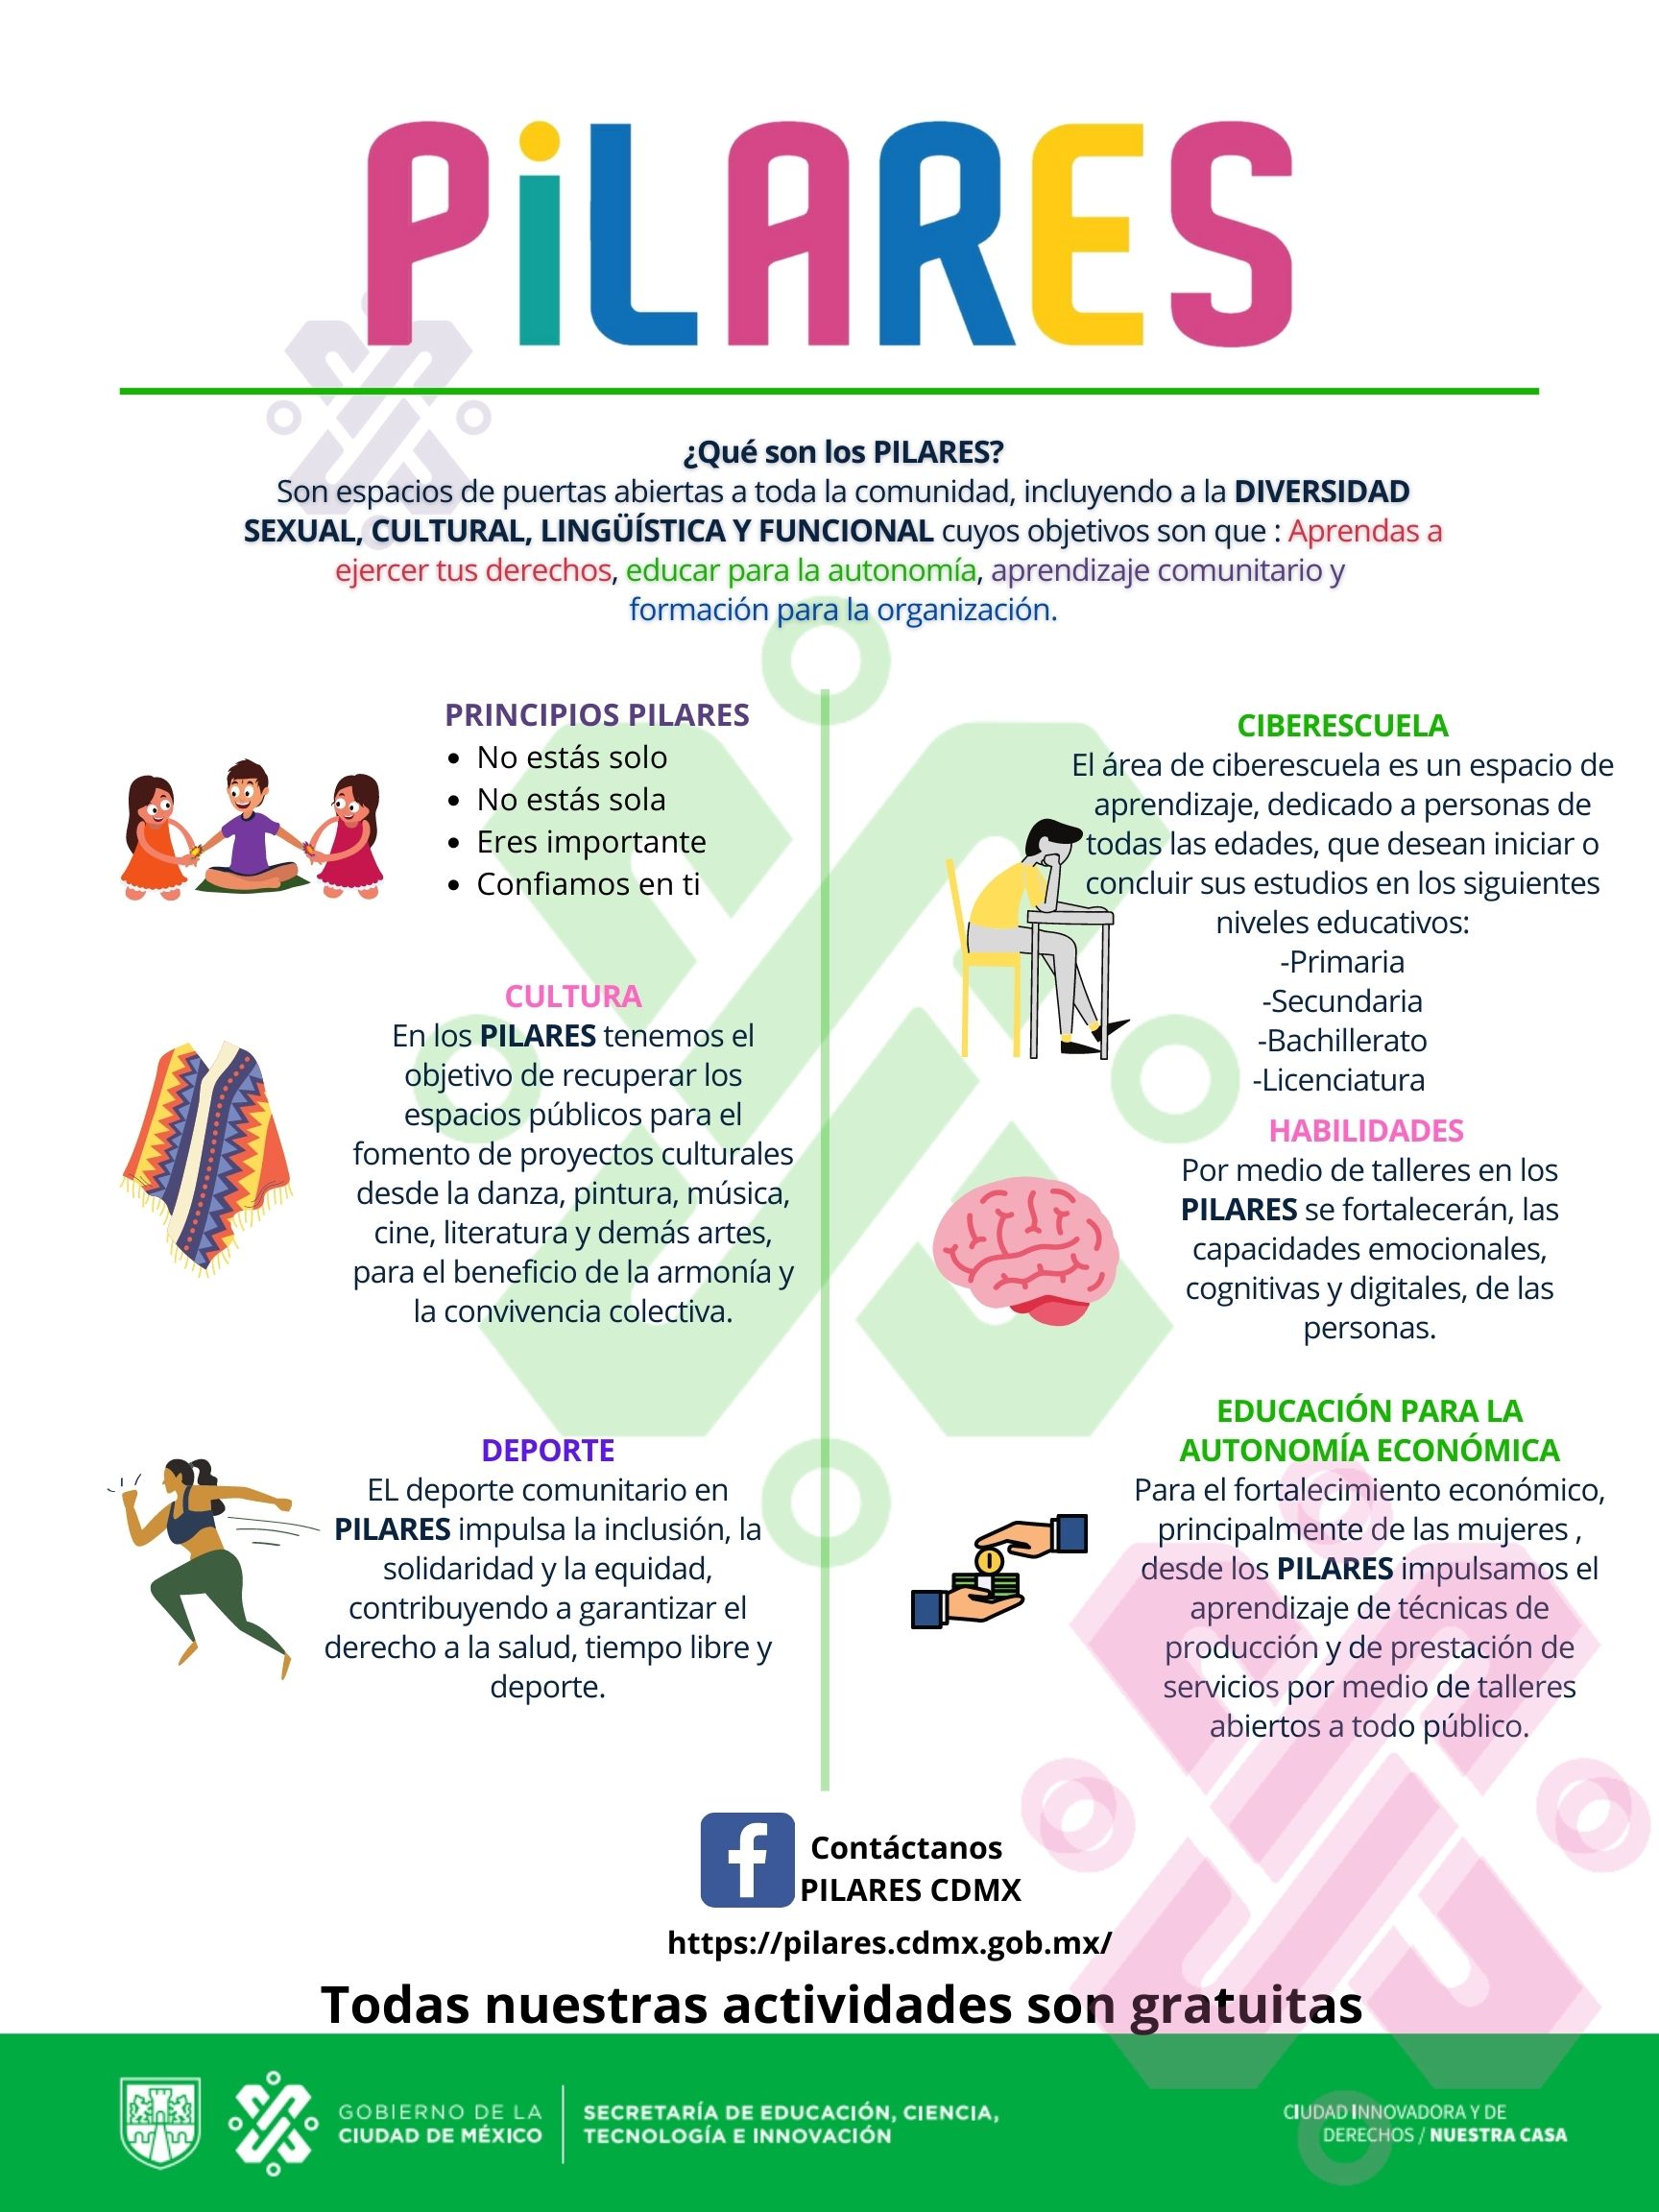 PiLARES
¿Qué son los PILARES?
Son espacios de puertas abiertas a toda la comunidad, incluyendo a la DIVERSIDAD
SEXUAL, CULTURAL, LINGÜÍSTICA Y FUNCIONAL cuyos objetivos son que : Aprendas a
ejercer tus derechos, educar para la autonomía, aprendizaje comunitario y
formación para la organización.
PRINCIPIOS PILARES
• No estás solo
• No estás sola
• Eres importante
• Confiamos en ti
CULTURA
En los PILARES tenemos el
objetivo de recuperar los
espacios públicos para el
fomento de proyectos culturales
desde la danza, pintura, música,
cine, literatura y demás artes,
para el beneficio de la armonía y
la convivencia colectiva.
DEPORTE
EL deporte comunitario en
PILARES impulsa la inclusión, la
solidaridad y la equidad,
contribuyendo a garantizar el
derecho a la salud, tiempo libre y
deporte.
CIBERESCUELA
El área de ciberescuela es un espacio de
aprendizaje, dedicado a personas de
todas las edades, que desean iniciar o
concluir sus estudios en los siguientes
niveles educativos:
-Primaria
-Secundaria
-Bachillerato
-Licenciatura
HABILIDADES
Por medio de talleres en los
PILARES se fortalecerán, las
capacidades emocionales,
cognitivas y digitales, de las
personas.
EDUCACIÓN PARA LA
AUTONOMÍA ECONÓMICA
Para el fortalecimiento económico,
principalmente de las mujeres ,
desde los PILARES impulsamos el
aprendizaje de técnicas de
producción y de prestación de
servicios por medio de talleres
abiertos a todo público.
Contáctanos
PILARES CDMX
https://pilares.cdmx.gob.mx/
Todas nuestras actividades son gratuitas
GOBIERNO DE LA
CIUDAD DE MÉXICO
SECRETARÍA DE EDUCACIÓN, CIENCIA,
TECNOLOGÍA E INNOVACIÓN
CIUDAD INNOVADORA Y DE
DERECHOS / NUESTRA CASA